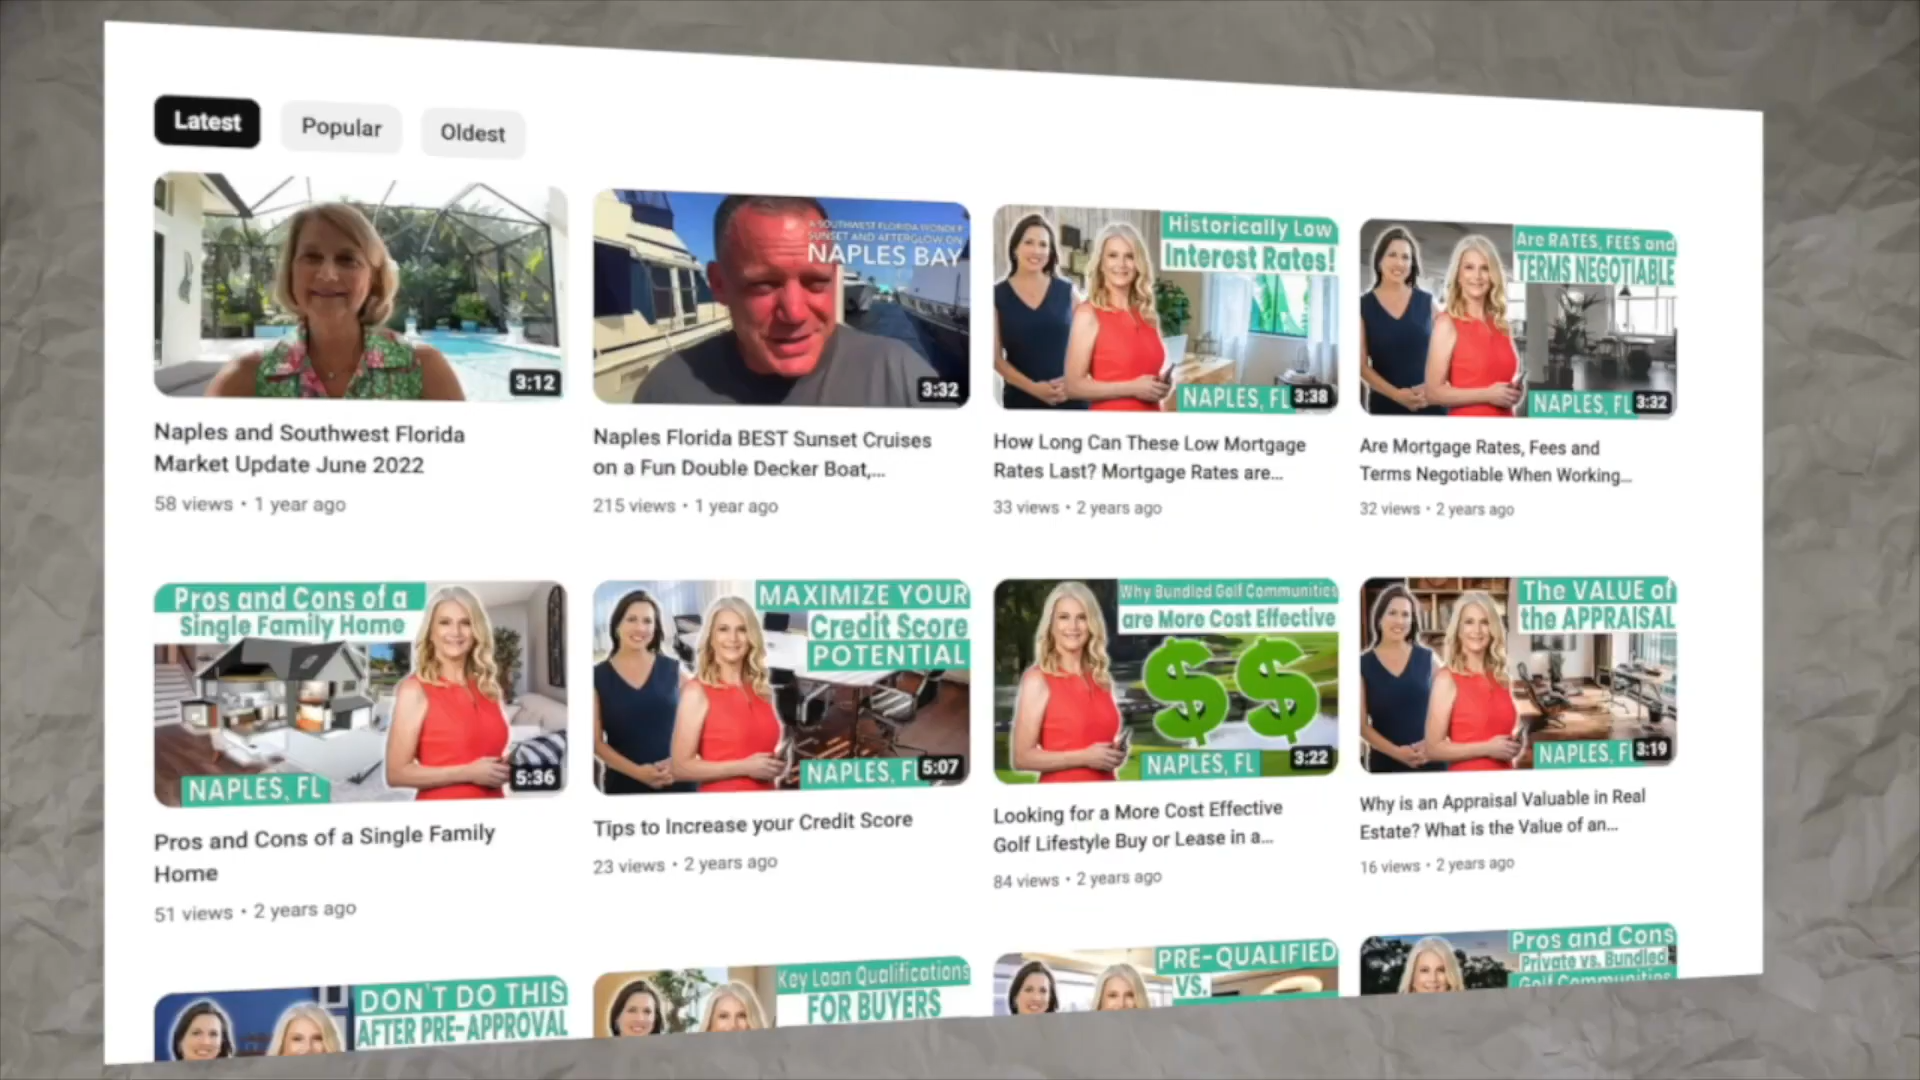 Latest
Popular
Oldest
3:12
A SOUTHWEST FLORIDA WONDER
SUNSET AND AFTERGLOW ON
NAPLES BAY
3:32
Historically Low
Interest Rates!
NAPLES, FL
3:38
Are RATES, FEES and
TERMS NEGOTIABLE
NAPLES, FL
3:32
Naples and Southwest Florida
Market Update June 2022
58 views • 1 year ago
Naples Florida BEST Sunset Cruises
on a Fun Double Decker Boat,...
215 views • 1 year ago
How Long Can These Low Mortgage
Rates Last? Mortgage Rates are...
33 views • 2 years ago
Are Mortgage Rates, Fees and
Terms Negotiable When Working...
32 views • 2 years ago
Pros and Cons of a
Single Family Home
NAPLES, FL
5:36
MAXIMIZE YOUR
Credit Score
POTENTIAL
NAPLES, FL
5:07
Why Bundled Golf Communities
are More Cost Effective
$$
NAPLES, FL
3:22
The VALUE of
the APPRAISAL
NAPLES, FL
3:19
Pros and Cons of a Single Family
Home
51 views • 2 years ago
Tips to Increase your Credit Score
23 views • 2 years ago
Looking for a More Cost Effective
Golf Lifestyle Buy or Lease in a...
84 views • 2 years ago
Why is an Appraisal Valuable in Real
Estate? What is the Value of an...
16 views • 2 years ago
DON'T DO THIS
AFTER PRE-APPROVAL
Key Loan Qualifications
FOR BUYERS
PRE-QUALIFIED
VS.
Pros and Cons
Private vs. Bundled
Golf Communities